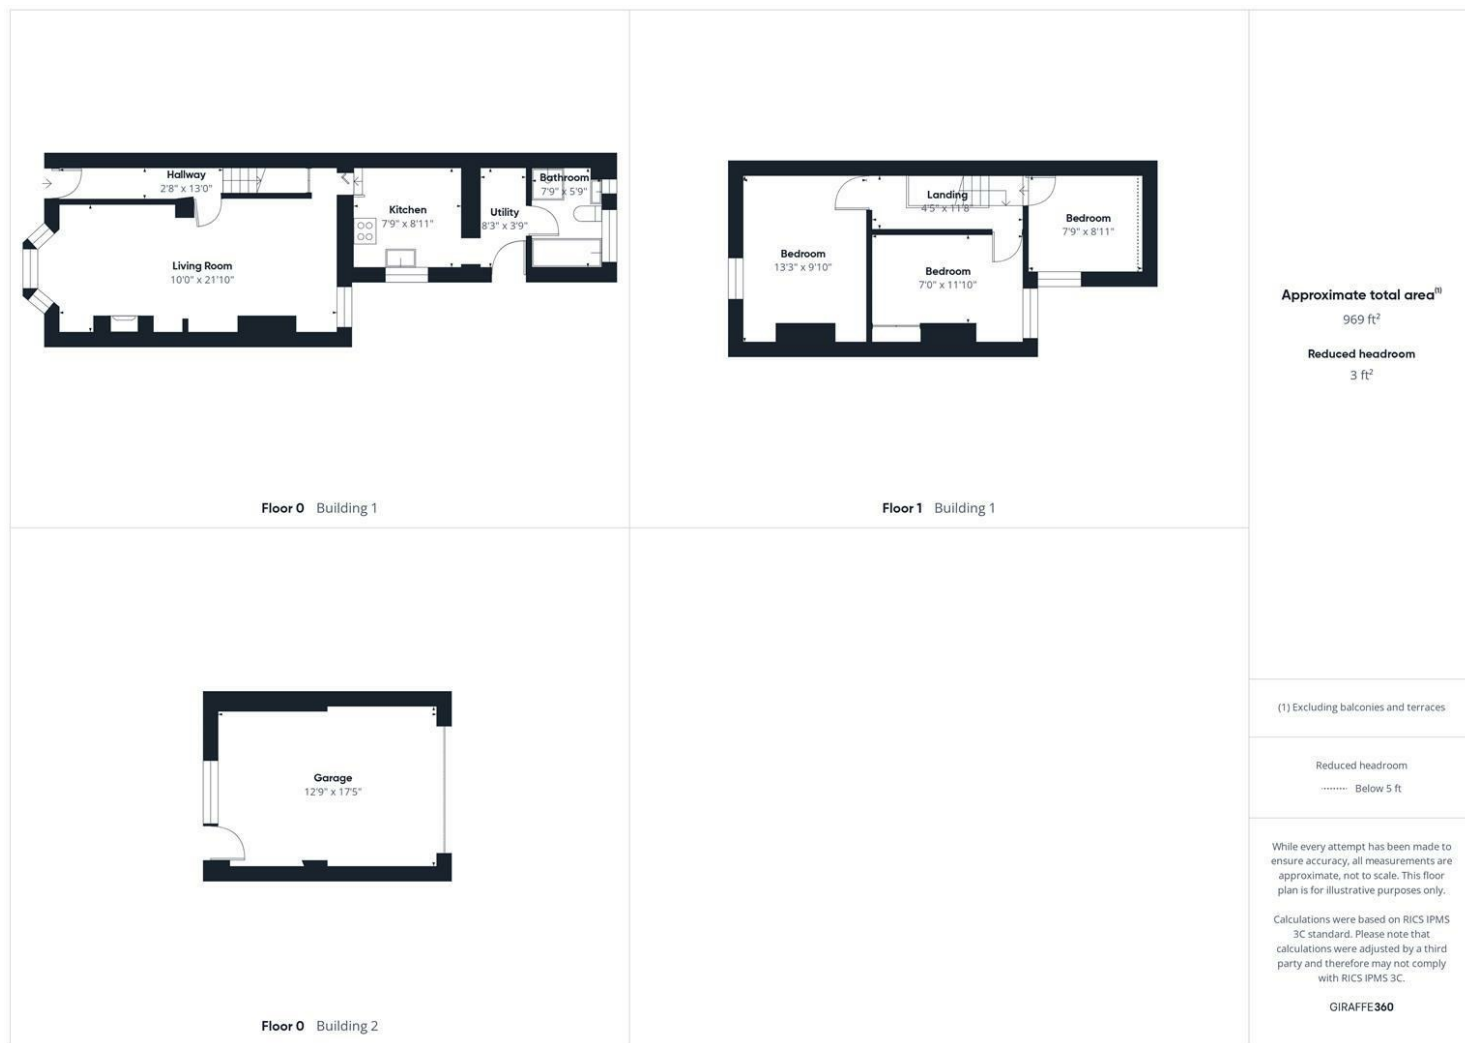 Hallway
2'8" x 13'0"
Living Room
10'0" x 21'10"
Kitchen
7'9" x 8'11"
Utility
8'3" x 3'9"
Bathroom
7'9" x 5'9"
Floor 0 Building 1
Landing
4'5" x 11'8"
Bedroom
13'3" x 9'10"
Bedroom
7'0" x 11'10"
Bedroom
7'9" x 8'11"
Floor 1 Building 1
Garage
12'9" x 17'5"
Floor 0 Building 2
Approximate total area(1)
969 ft²
Reduced headroom
3 ft²
(1) Excluding balconies and terraces
Reduced headroom
Below 5 ft
While every attempt has been made to
ensure accuracy, all measurements are
approximate, not to scale. This floor
plan is for illustrative purposes only.
Calculations were based on RICS IPMS
3C standard. Please note that
calculations were adjusted by a third
party and therefore may not comply
with RICS IPMS 3C.
GIRAFFE360